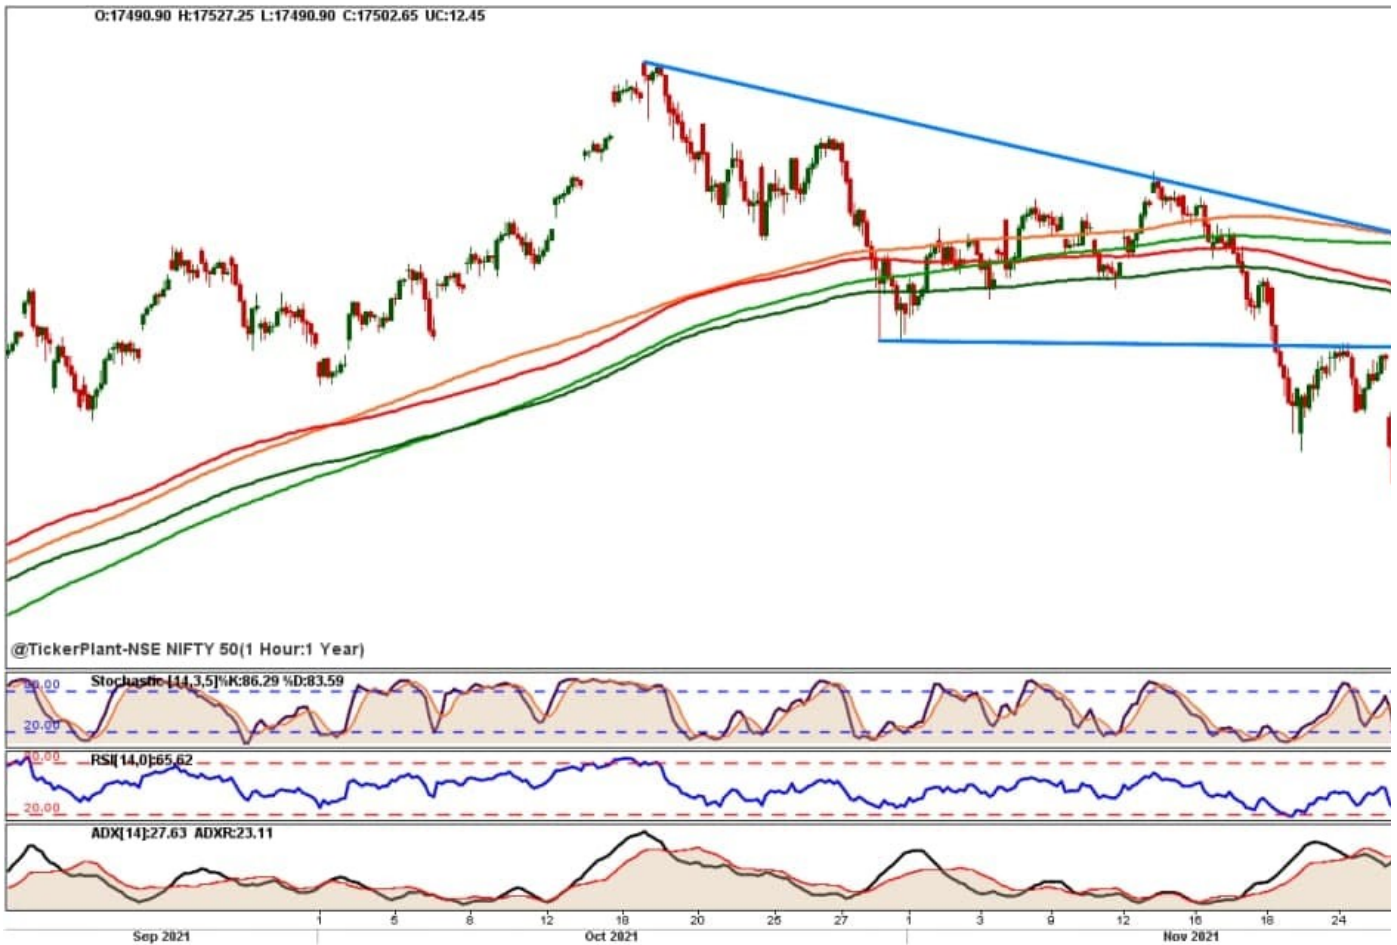 O:17490.90 H:17527.25 L:17490.90 C:17502.65 UC:12.45
@TickerPlant-NSE NIFTY 50(1 Hour:1 Year)
Stochastic [14,3,5]%K:86.29 %D:83.59
20.00
RSI[14,0]:65.62
20.00
ADX[14]:27.63 ADXR:23.11
1 5 8 12 18 20 25 27 1 3 9 12 16 18 24
Sep 2021 Oct 2021 Nov 2021